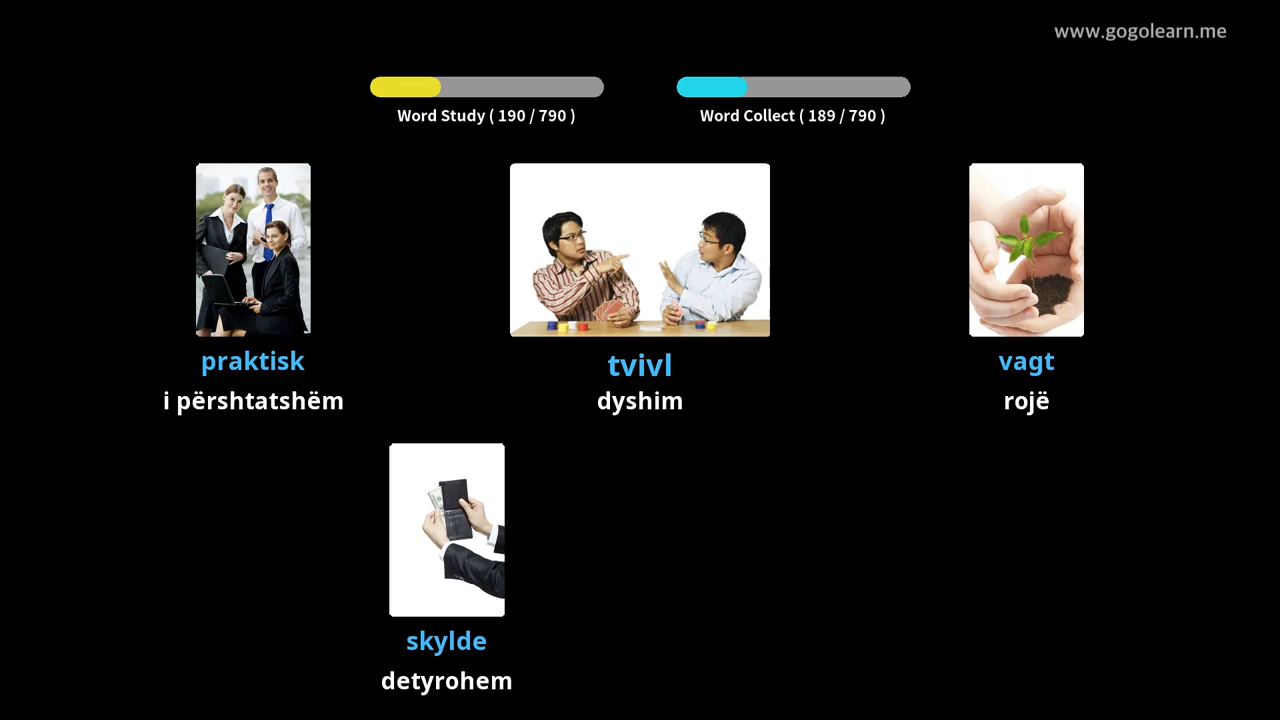 www.gogolearn.me
Word Study ( 190 / 790 )
Word Collect ( 189 / 790 )
praktisk
i përshtatshëm
tvivl
dyshim
vagt
rojë
skylde
detyrohem